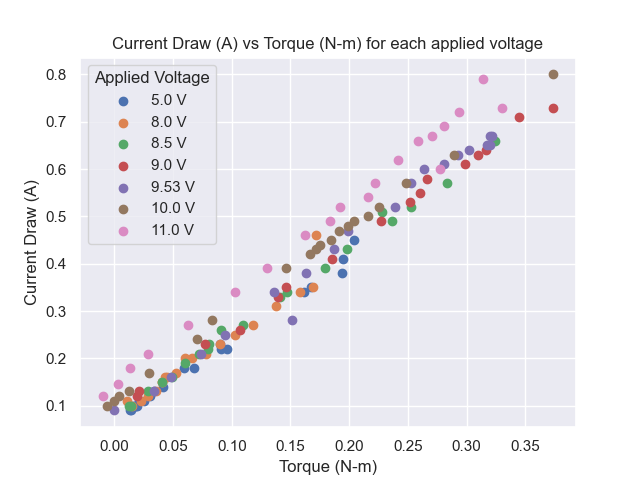 Current Draw (A) vs Torque (N-m) for each applied voltage
Applied Voltage
5.0 V
8.0 V
8.5 V
9.0 V
9.53 V
10.0 V
11.0 V
Current Draw (A)
0.8
0.7
0.6
0.5
0.4
0.3
0.2
0.1
0.00 0.05 0.10 0.15 0.20 0.25 0.30 0.35
Torque (N-m)